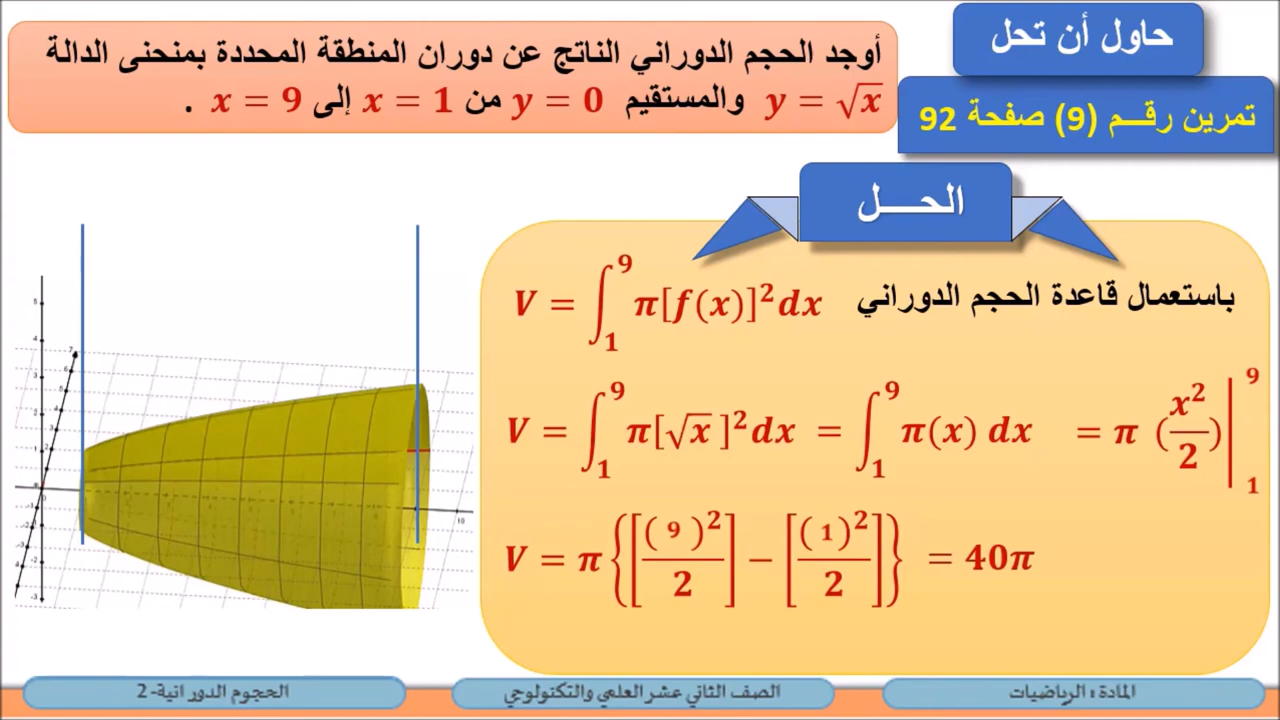 حاول أن تحل
تمرين رقـــم (9) صفحة 92
أوجد الحجم الدوراني الناتج عن دوران المنطقة المحددة بمنحنى الدالة
y = √x والمستقيم y = 0 من x = 1 إلى x = 9 .
الحـــــل
باستعمال قاعدة الحجم الدوراني V = ∫₁⁹ π[f(x)]² dx
V = ∫₁⁹ π[√x ]² dx = ∫₁⁹ π(x) dx = π (x²/2)|₁⁹
V = π {[( 9 )²/2] − [( 1 )²/2]} = 40π
المادة : الرياضيات
الصف الثاني عشر العلمي والتكنولوجي
الحجوم الدورانية- 2